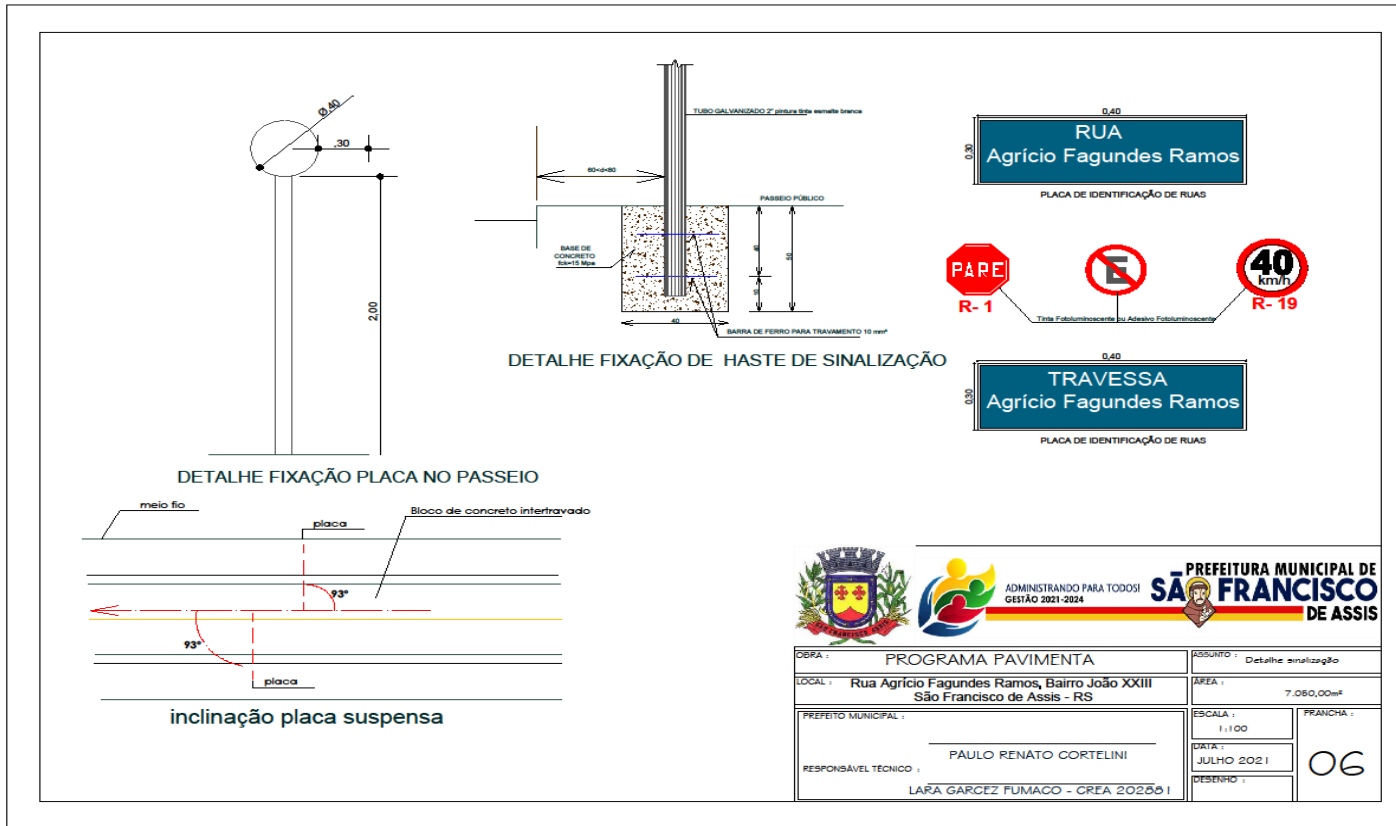 Ø.40
.30
2,00
DETALHE FIXAÇÃO PLACA NO PASSEIO
TUBO GALVANIZADO 2" pintura tinta esmalte branca
60<d<80
PASSEIO PÚBLICO
BASE DE
CONCRETO
fck=15 Mpa
40
10
50
40
BARRA DE FERRO PARA TRAVAMENTO 10 mm²
DETALHE FIXAÇÃO DE HASTE DE SINALIZAÇÃO
0,40
0,30
RUA
Agrício Fagundes Ramos
PLACA DE IDENTIFICAÇÃO DE RUAS
PARE
R- 1
E
40
km/h
R- 19
Tinta Fotoluminoscente ou Adesivo Fotoluminoscente
0,40
0,30
TRAVESSA
Agrício Fagundes Ramos
PLACA DE IDENTIFICAÇÃO DE RUAS
meio fio
placa
Bloco de concreto intertravado
93°
93°
placa
inclinação placa suspensa
ADMINISTRANDO PARA TODOS!
GESTÃO 2021-2024
PREFEITURA MUNICIPAL DE
SÃO FRANCISCO
DE ASSIS
OBRA :
PROGRAMA PAVIMENTA
ASSUNTO :
Detalhe sinalização
LOCAL :
Rua Agrício Fagundes Ramos, Bairro João XXIII
São Francisco de Assis - RS
ÁREA :
7.050,00m²
PREFEITO MUNICIPAL :
PAULO RENATO CORTELINI
RESPONSÁVEL TÉCNICO :
LARA GARCEZ FUMACO - CREA 202881
ESCALA :
1:100
DATA :
JULHO 2021
DESENHO :
PRANCHA :
06